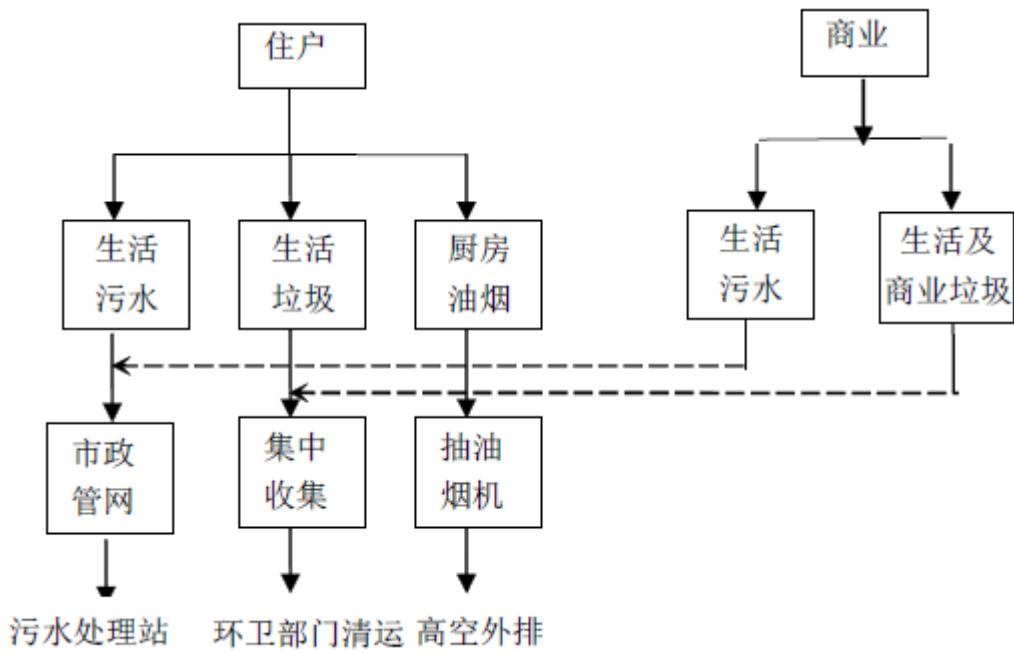 住户
商业
生活
污水
生活
垃圾
厨房
油烟
生活
污水
生活及
商业垃圾
市政
管网
集中
收集
抽油
烟机
污水处理站
环卫部门清运
高空外排